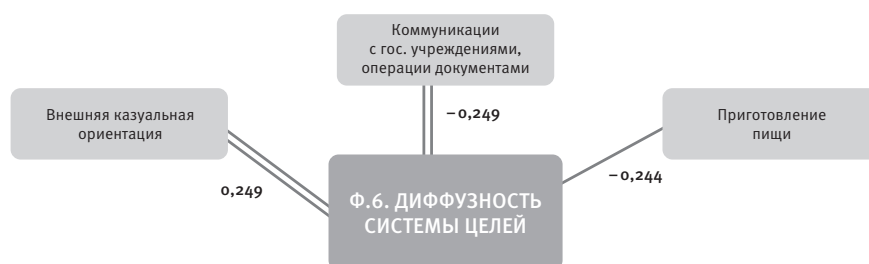 Коммуникации
с гос. учреждениями,
операции документами
Внешняя казуальная
ориентация
Приготовление
пищи
−0,249
0,249
−0,244
Ф.6. ДИФФУЗНОСТЬ
СИСТЕМЫ ЦЕЛЕЙ